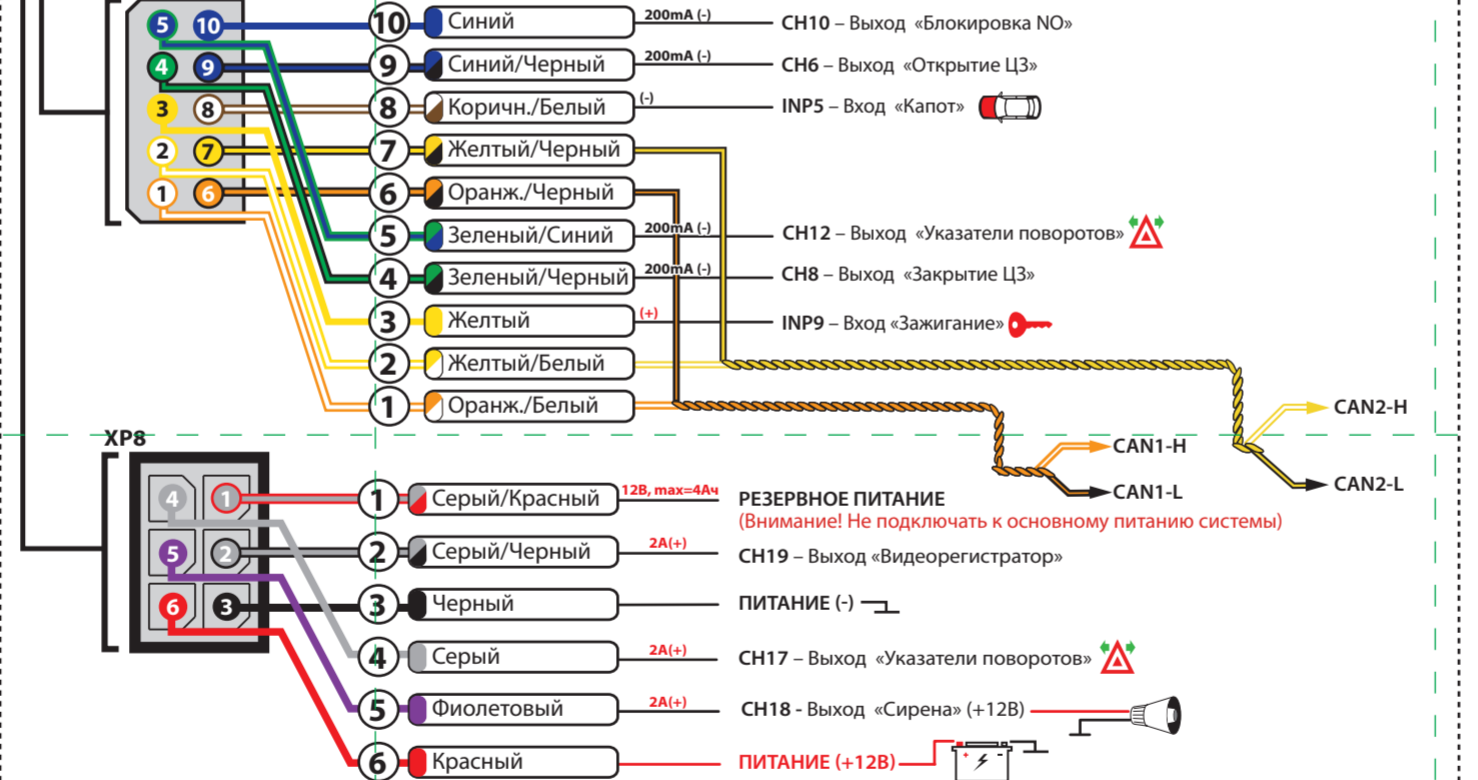 5 10 10 Синий 200mA (-) CH10 – Выход «Блокировка NO»
4 9 9 Синий/Черный 200mA (-) CH6 – Выход «Открытие ЦЗ»
3 8 8 Коричн./Белый (-) INP5 – Вход «Капот»
2 7 7 Желтый/Черный
1 6 6 Оранж./Черный
5 Зеленый/Синий 200mA (-) CH12 – Выход «Указатели поворотов»
4 Зеленый/Черный 200mA (-) CH8 – Выход «Закрытие ЦЗ»
3 Желтый (+) INP9 – Вход «Зажигание»
2 Желтый/Белый
1 Оранж./Белый
CAN2-H
CAN1-H
CAN2-L
CAN1-L
XP8
4 1 1 Серый/Красный 12В, max=4Ач РЕЗЕРВНОЕ ПИТАНИЕ
(Внимание! Не подключать к основному питанию системы)
5 2 2 Серый/Черный 2А(+) CH19 – Выход «Видеорегистратор»
6 3 3 Черный ПИТАНИЕ (-)
4 Серый 2А(+) CH17 – Выход «Указатели поворотов»
5 Фиолетовый 2А(+) CH18 - Выход «Сирена» (+12В)
6 Красный ПИТАНИЕ (+12В)